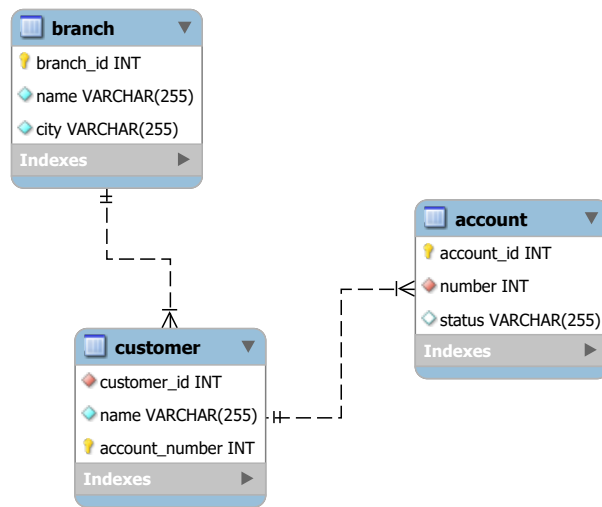 branch
branch_id INT
name VARCHAR(255)
city VARCHAR(255)
Indexes
account
account_id INT
number INT
status VARCHAR(255)
Indexes
customer
customer_id INT
name VARCHAR(255)
account_number INT
Indexes